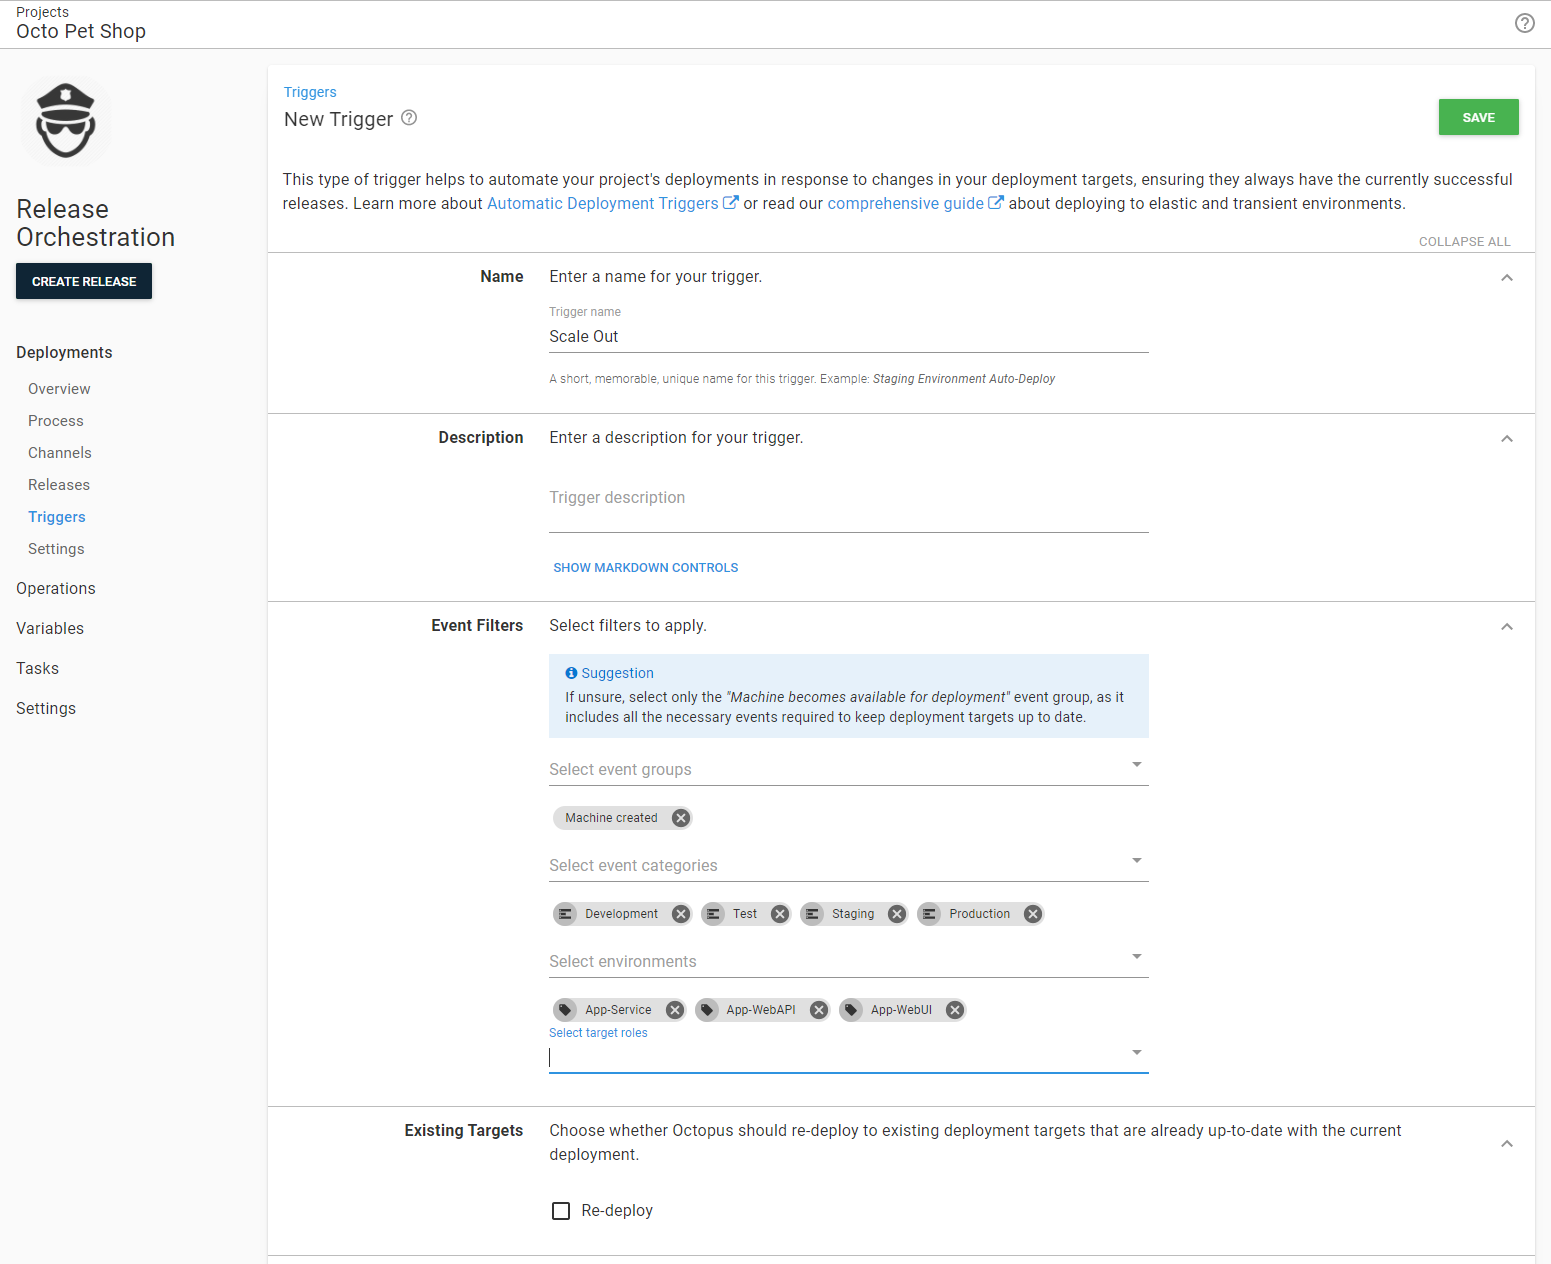 Projects
Octo Pet Shop
Release
Orchestration
CREATE RELEASE
Deployments
Overview
Process
Channels
Releases
Triggers
Settings
Operations
Variables
Tasks
Settings
Triggers
New Trigger
SAVE
This type of trigger helps to automate your project's deployments in response to changes in your deployment targets, ensuring they always have the currently successful
releases. Learn more about Automatic Deployment Triggers or read our comprehensive guide about deploying to elastic and transient environments.
COLLAPSE ALL
Name Enter a name for your trigger.
Trigger name
Scale Out
A short, memorable, unique name for this trigger. Example: Staging Environment Auto-Deploy
Description Enter a description for your trigger.
Trigger description
SHOW MARKDOWN CONTROLS
Event Filters Select filters to apply.
Suggestion
If unsure, select only the "Machine becomes available for deployment" event group, as it
includes all the necessary events required to keep deployment targets up to date.
Select event groups
Machine created
Select event categories
Development Test Staging Production
Select environments
App-Service App-WebAPI App-WebUI
Select target roles
Existing Targets Choose whether Octopus should re-deploy to existing deployment targets that are already up-to-date with the current
deployment.
Re-deploy